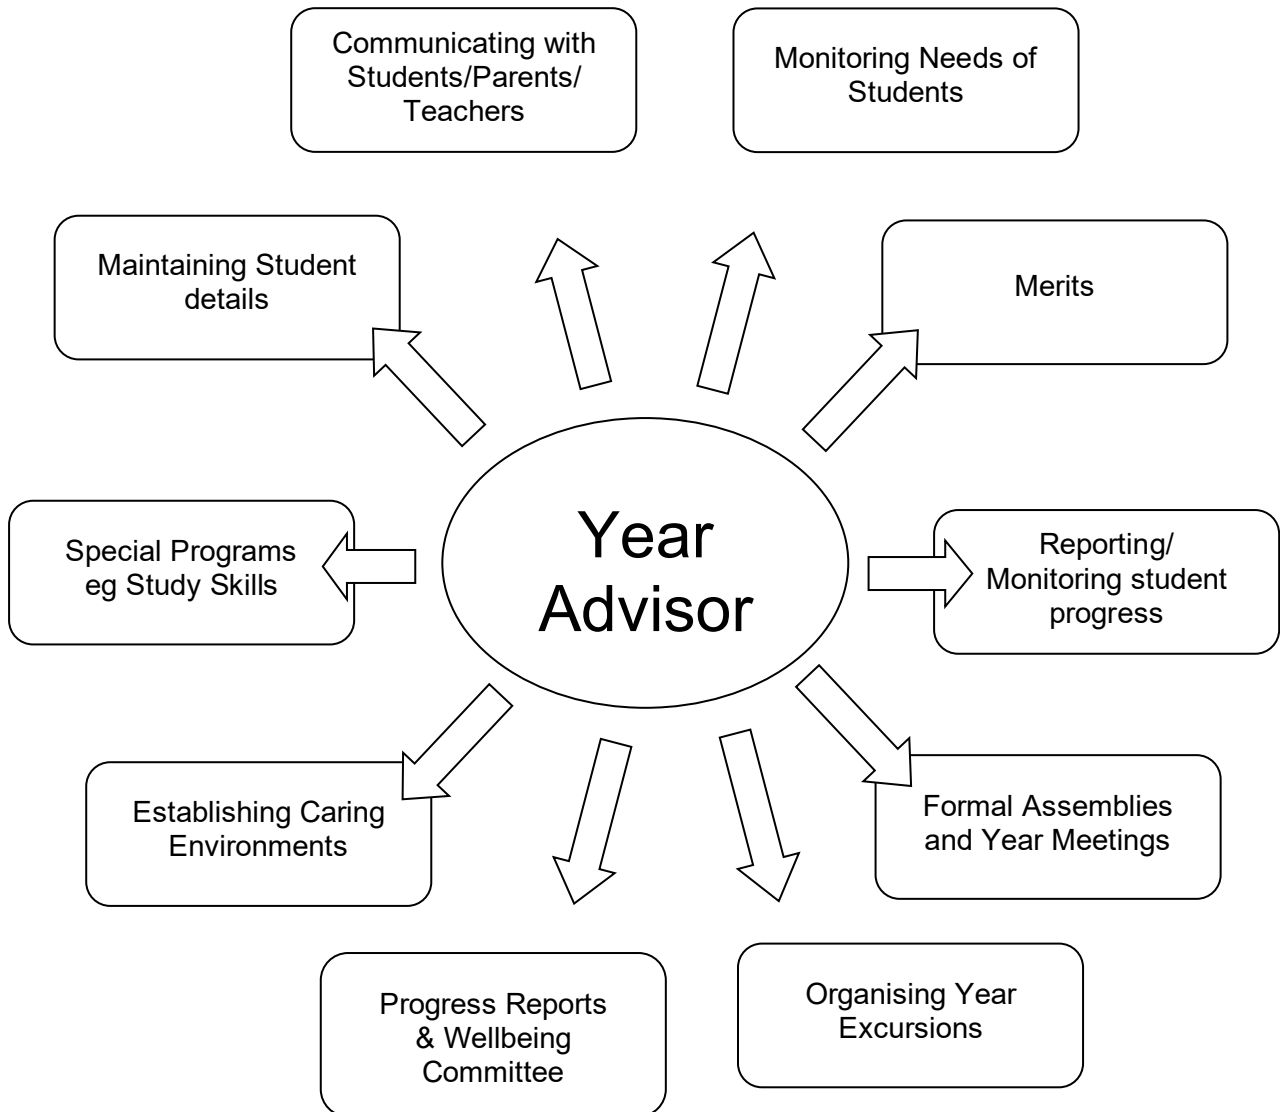 Communicating with
Students/Parents/
Teachers
Monitoring Needs of
Students
Maintaining Student
details
Merits
Special Programs
eg Study Skills
Year
Advisor
Reporting/
Monitoring student
progress
Establishing Caring
Environments
Formal Assemblies
and Year Meetings
Progress Reports
& Wellbeing
Committee
Organising Year
Excursions